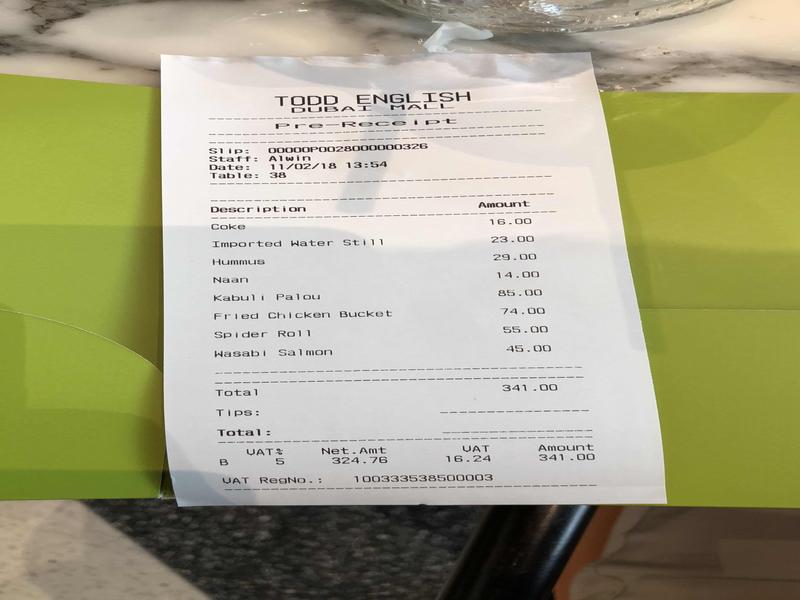 TODD ENGLISH
DUBAI MALL
Pre-Receipt
Slip: 00000P0028000000326
Staff: Alwin
Date: 11/02/18 13:54
Table: 38
Description Amount
Coke 16.00
Imported Water Still 23.00
Hummus 29.00
Naan 14.00
Kabuli Palou 85.00
Fried Chicken Bucket 74.00
Spider Roll 55.00
Wasabi Salmon 45.00
Total 341.00
Tips:
Total:
VAT% Net.Amt VAT Amount
B 5 324.76 16.24 341.00
VAT RegNo.: 100333538500003